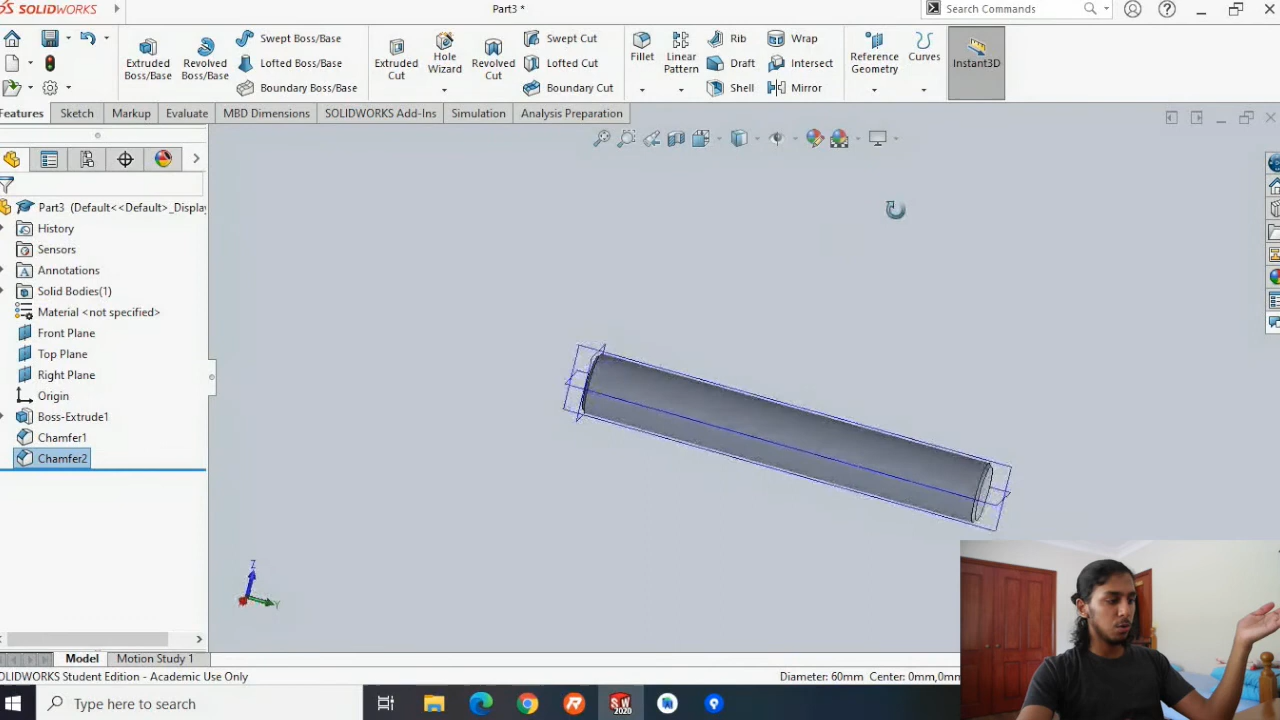 SOLIDWORKS
Part3 *
Search Commands
Extruded Boss/Base
Revolved Boss/Base
Swept Boss/Base
Lofted Boss/Base
Boundary Boss/Base
Extruded Cut
Hole Wizard
Revolved Cut
Swept Cut
Lofted Cut
Boundary Cut
Fillet
Linear Pattern
Rib
Draft
Shell
Wrap
Intersect
Mirror
Reference Geometry
Curves
Instant3D
Features
Sketch
Markup
Evaluate
MBD Dimensions
SOLIDWORKS Add-Ins
Simulation
Analysis Preparation
Part3 (Default<<Default>_Displa
History
Sensors
Annotations
Solid Bodies(1)
Material <not specified>
Front Plane
Top Plane
Right Plane
Origin
Boss-Extrude1
Chamfer1
Chamfer2
Z
Y
Model
Motion Study 1
OLIDWORKS Student Edition - Academic Use Only
Diameter: 60mm Center: 0mm,0mm
Type here to search
SW
2020